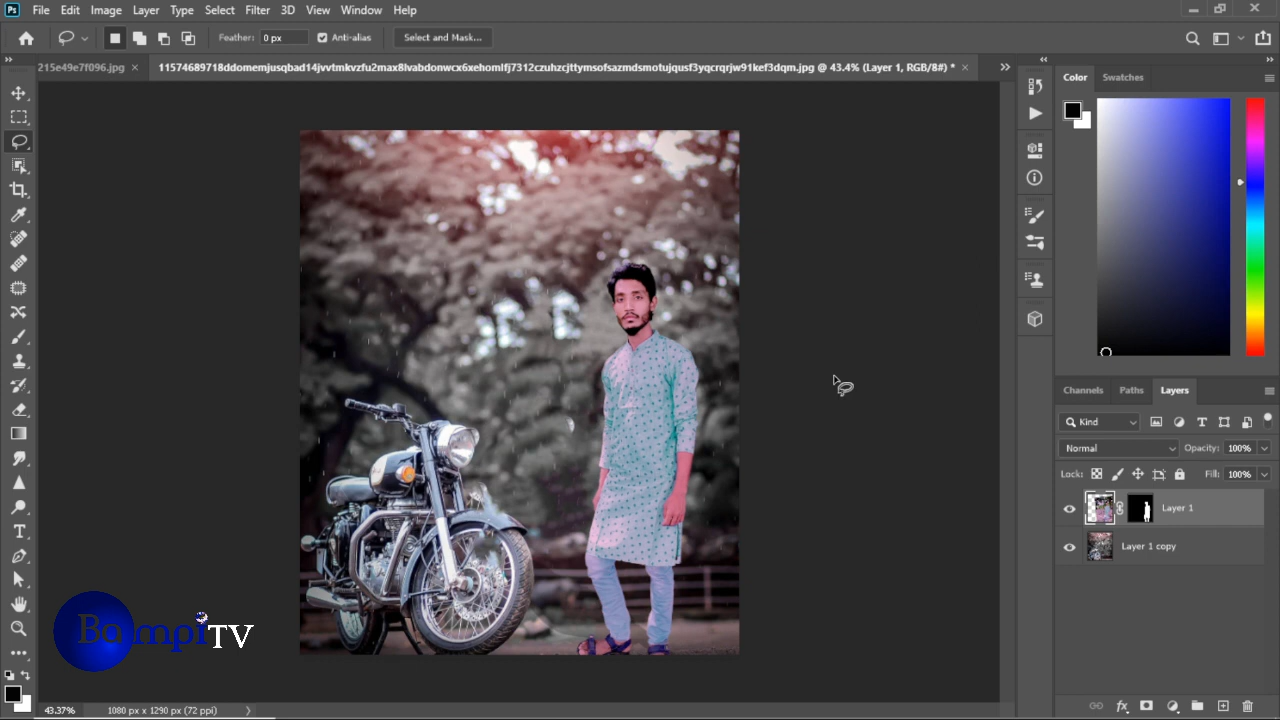 Ps File Edit Image Layer Type Select Filter 3D View Window Help
Feather: 0 px Anti-alias Select and Mask...
215e49e7f096.jpg × 11574689718ddomemjusqbad14jvvtmkvzfu2max8lvabdonwcx6xehomlfj7312czuhzcjttymsofsazmdsmotujqusf3yqcrqrjw91kef3dqm.jpg @ 43.4% (Layer 1, RGB/8#) * ×
Color Swatches
Channels Paths Layers
Kind
Normal Opacity: 100%
Lock: Fill: 100%
Layer 1
Layer 1 copy
BampiTV
43.37% 1080 px x 1290 px (72 ppi)